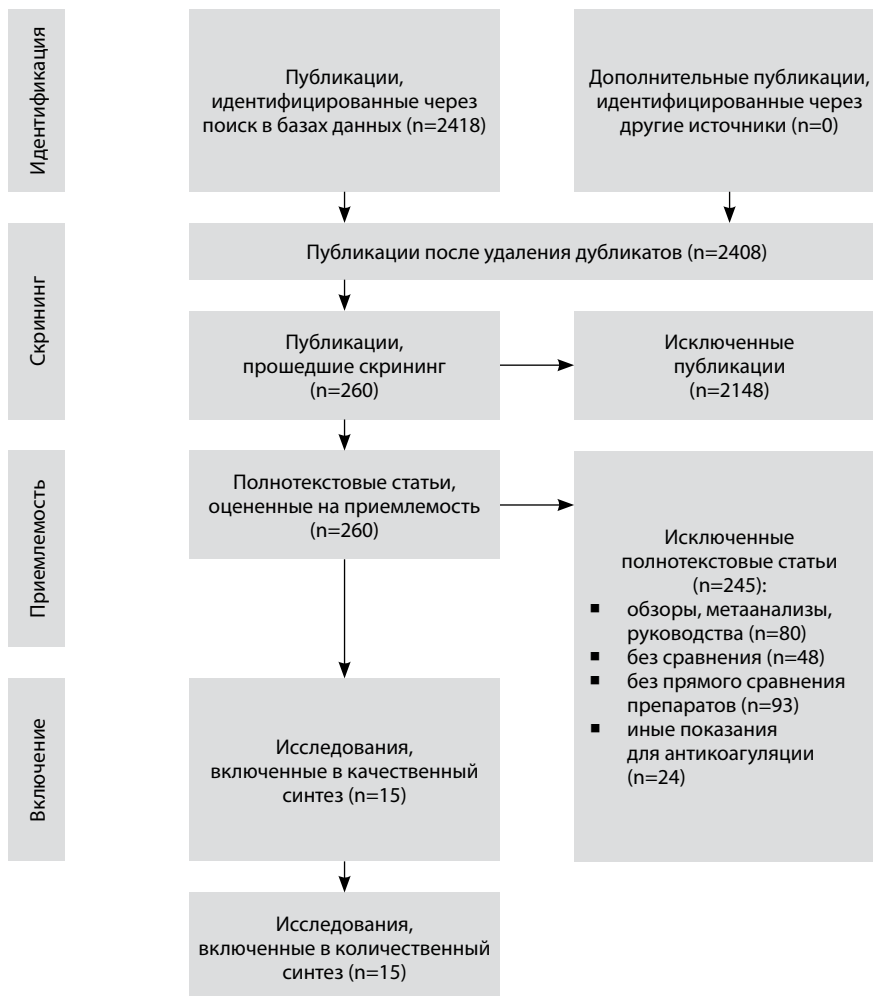 Идентификация
Публикации,
идентифицированные через
поиск в базах данных (n=2418)
Дополнительные публикации,
идентифицированные через
другие источники (n=0)
Скрининг
Публикации после удаления дубликатов (n=2408)
Публикации,
прошедшие скрининг
(n=260)
Исключенные
публикации
(n=2148)
Приемлемость
Полнотекстовые статьи,
оцененные на приемлемость
(n=260)
Исключенные
полнотекстовые статьи
(n=245):
▪ обзоры, метаанализы,
руководства (n=80)
▪ без сравнения (n=48)
▪ без прямого сравнения
препаратов (n=93)
▪ иные показания
для антикоагуляции
(n=24)
Включение
Исследования,
включенные в качественный
синтез (n=15)
Исследования,
включенные в количественный
синтез (n=15)